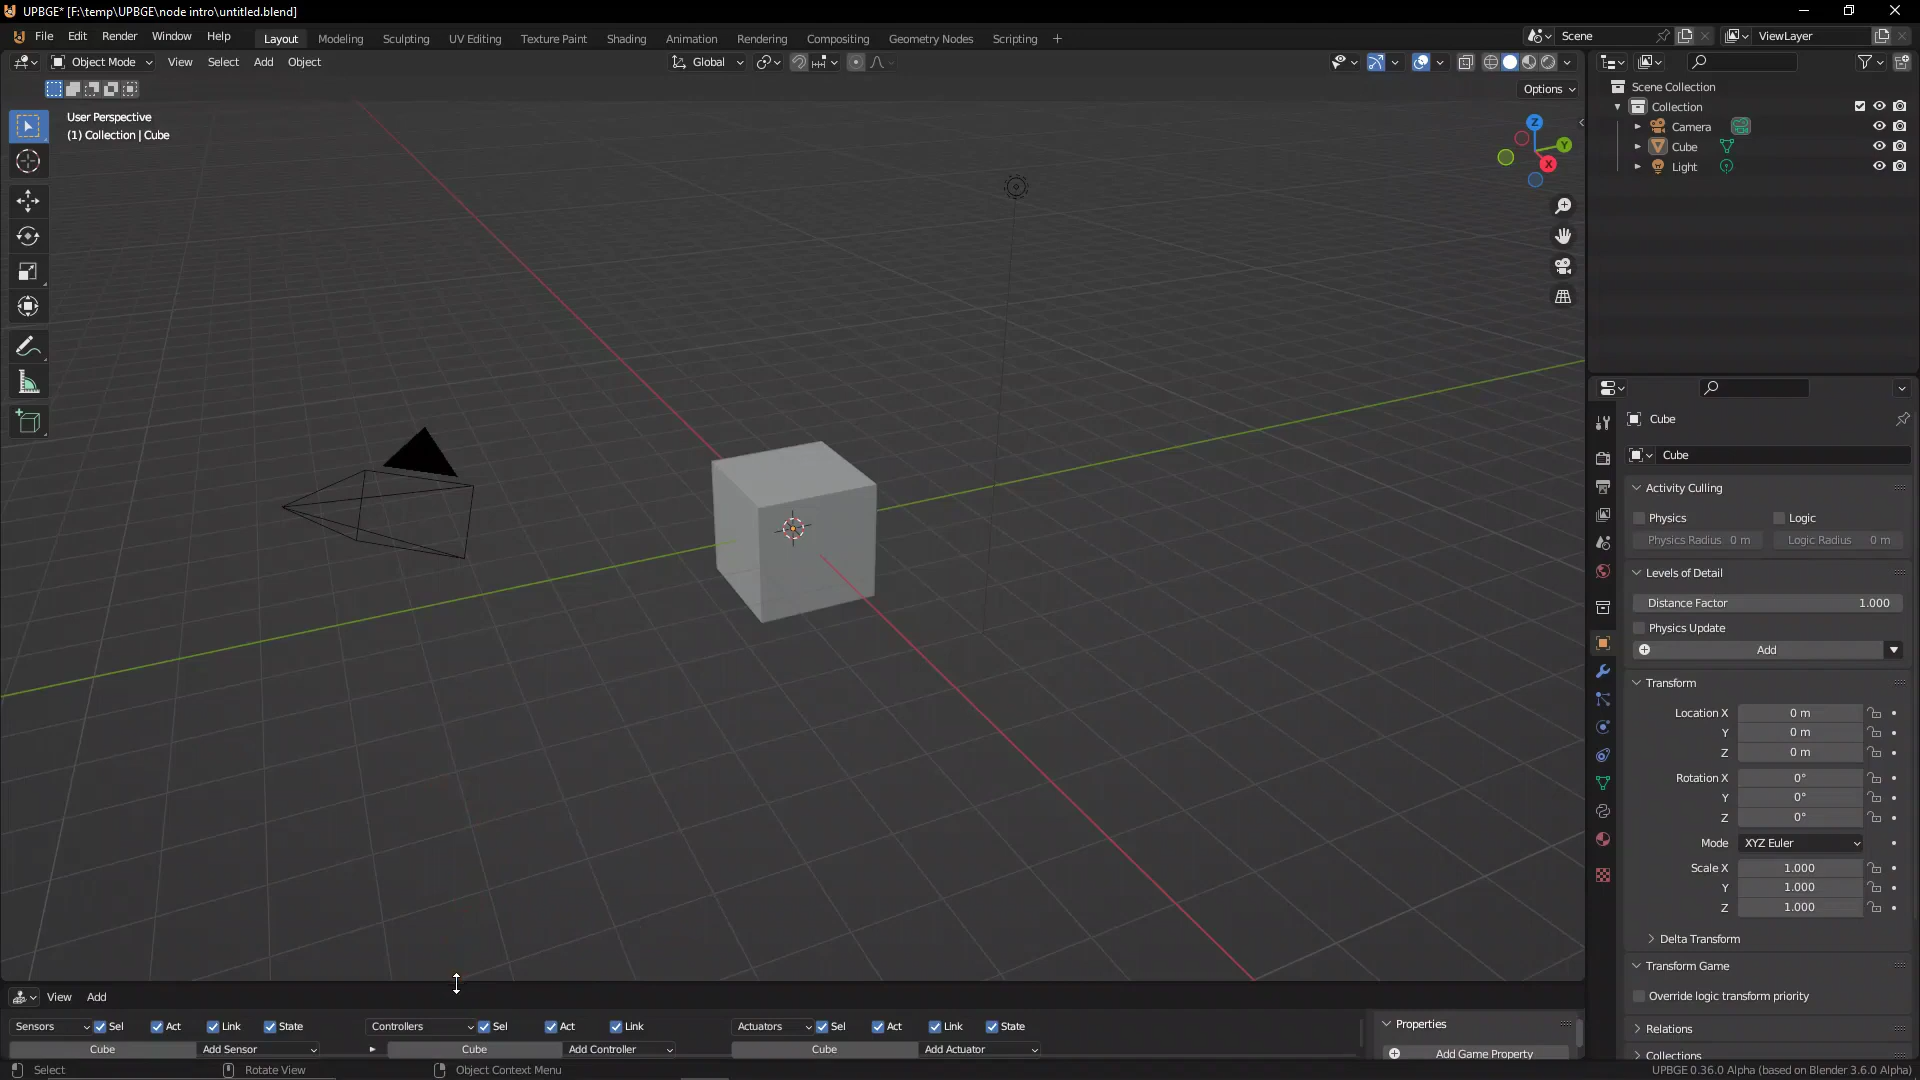 UPBGE* [F:\temp\UPBGE\node intro\untitled.blend]
File Edit Render Window Help Layout Modeling Sculpting UV Editing Texture Paint Shading Animation Rendering Compositing Geometry Nodes Scripting + Scene ViewLayer
Object Mode View Select Add Object Global
Options
User Perspective
(1) Collection | Cube
Z
Y
X
Scene Collection
Collection
Camera
Cube
Light
Cube
Cube
Activity Culling
Physics Logic
Physics Radius 0 m Logic Radius 0 m
Levels of Detail
Distance Factor 1.000
Physics Update
Add
Transform
Location X 0 m
Y 0 m
Z 0 m
Rotation X 0°
Y 0°
Z 0°
Mode XYZ Euler
Scale X 1.000
Y 1.000
Z 1.000
Delta Transform
Transform Game
Override logic transform priority
Relations
Collections
View Add
Sensors Sel Act Link State Controllers Sel Act Link Actuators Sel Act Link State
Cube Add Sensor Cube Add Controller Cube Add Actuator
Properties
Add Game Property
Select Rotate View Object Context Menu
UPBGE 0.36.0 Alpha (based on Blender 3.6.0 Alpha)